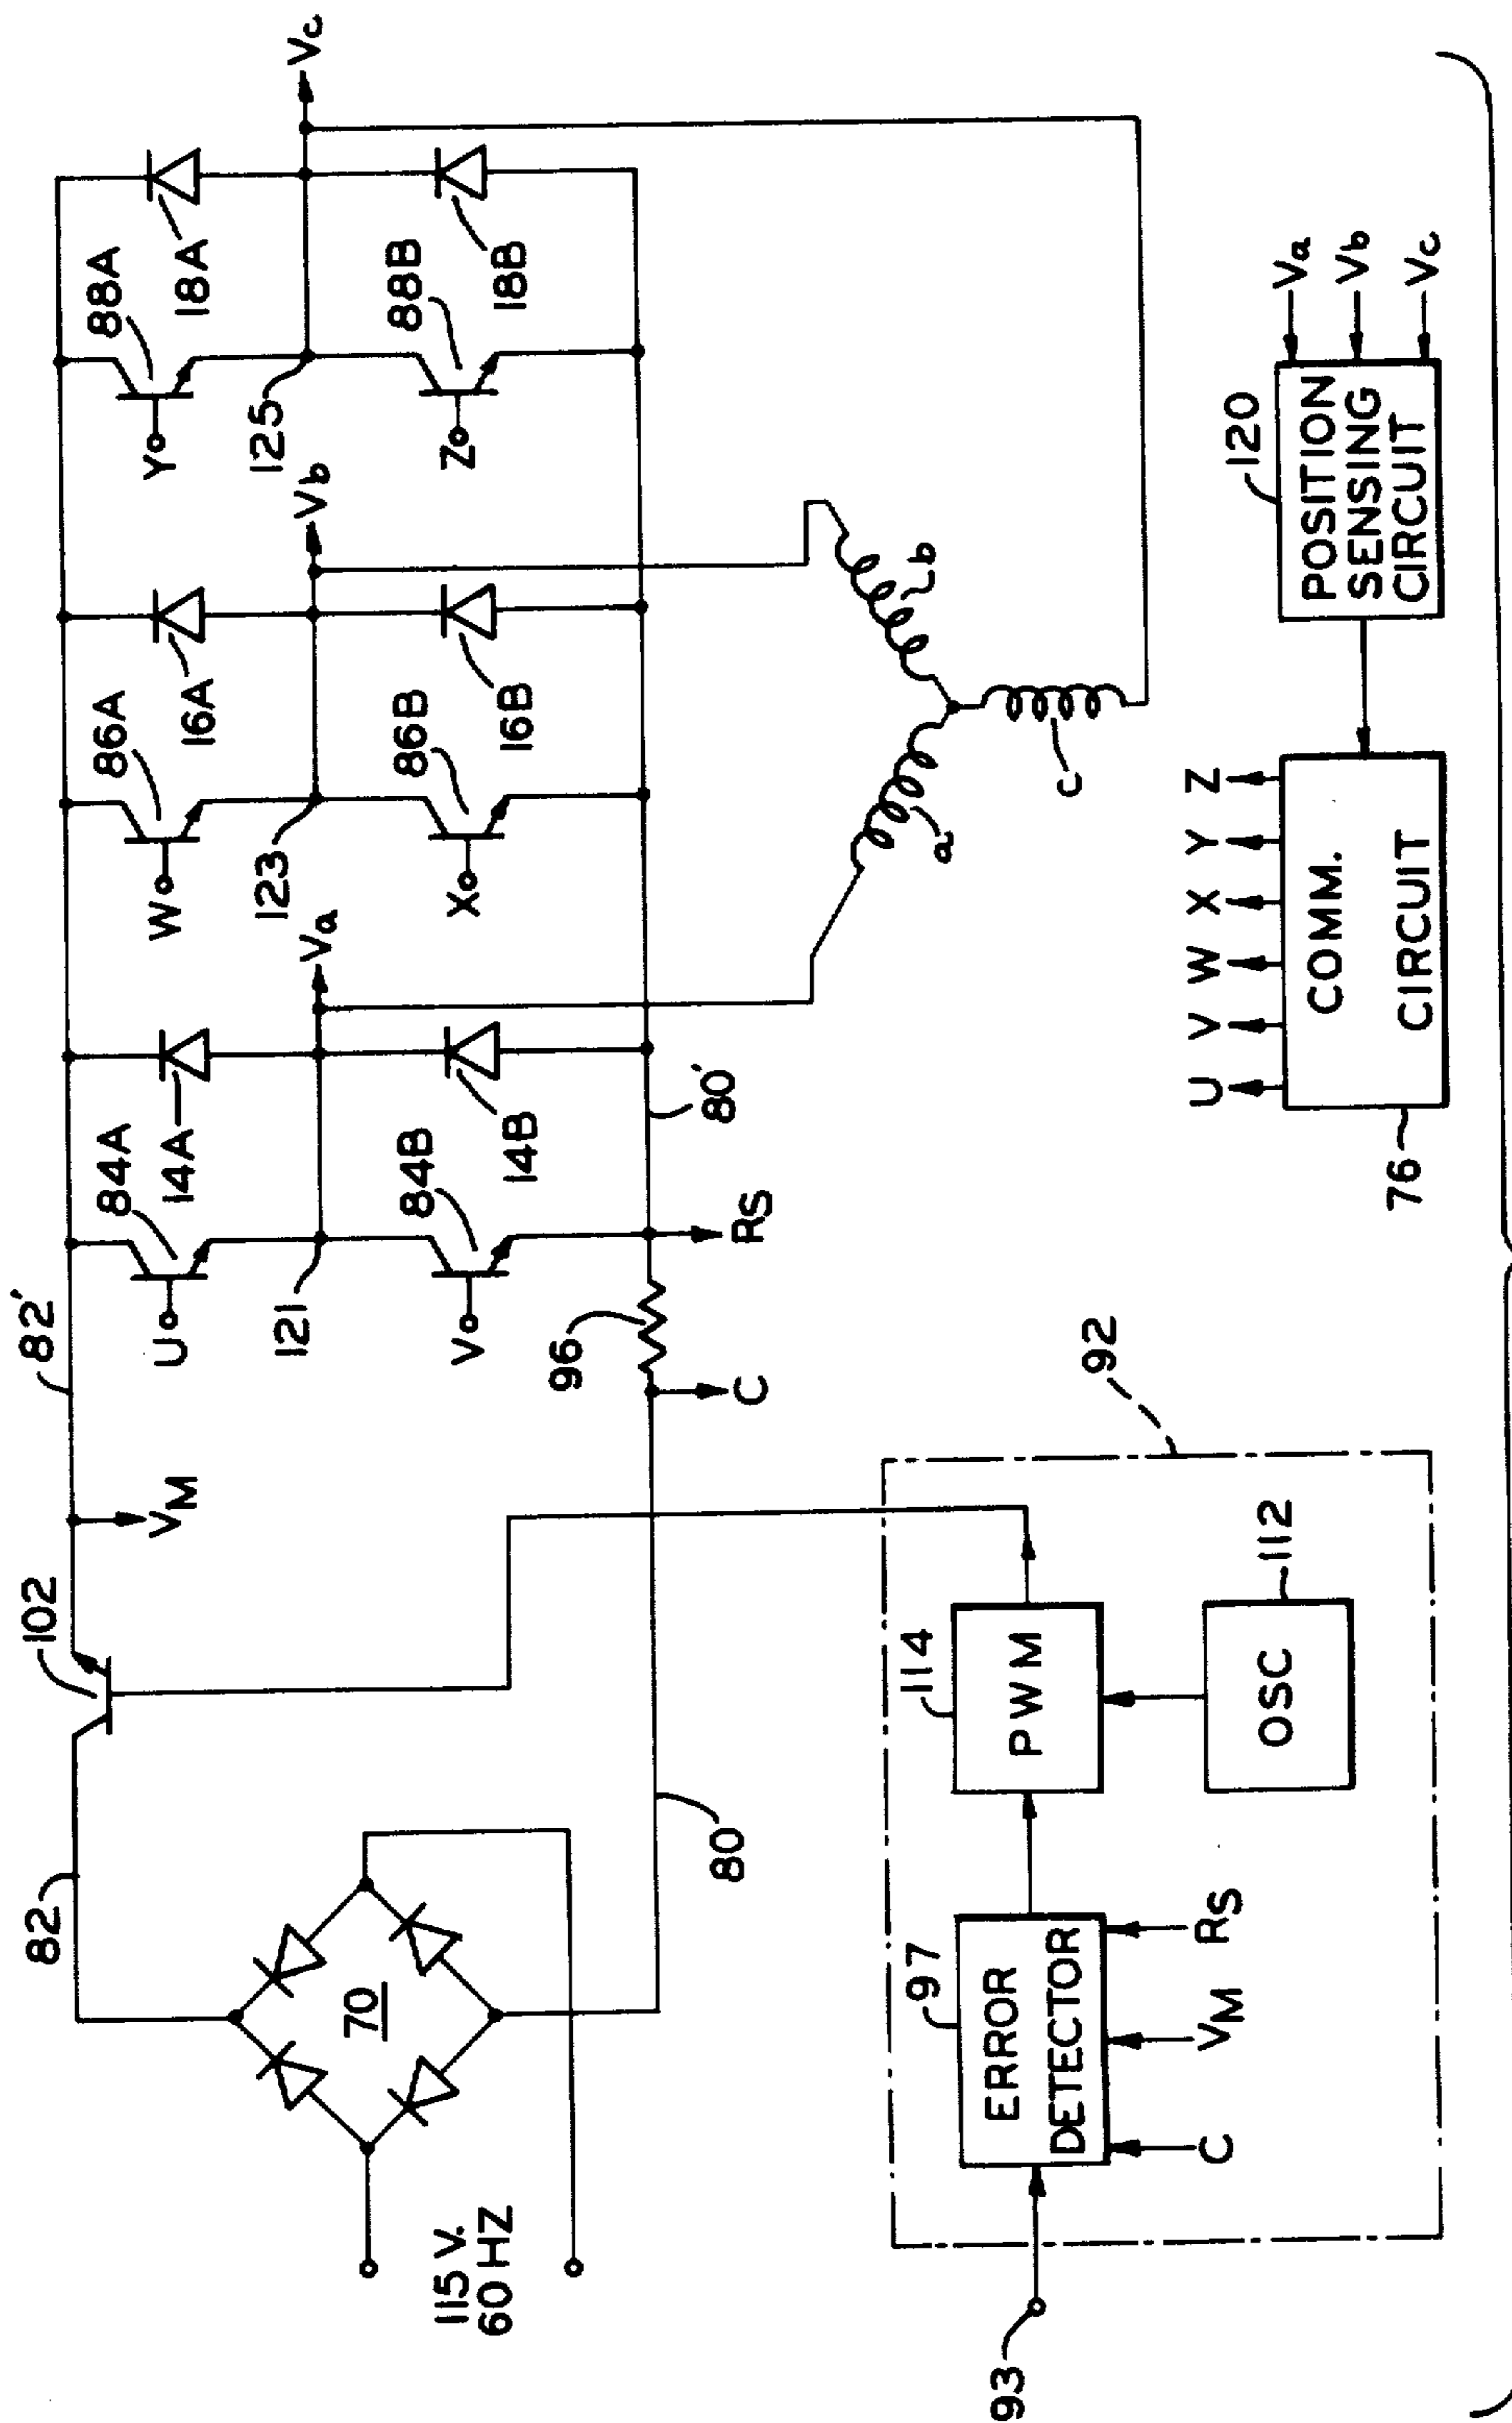 82
102
VM
82'
84A
14A
86A
16A
88A
18A
U
W
Y
121
Va
123
Vb
125
Vc
84B
14B
86B
16B
88B
18B
V
X
Z
70
115 V.
60 HZ
96
C
RS
80
80'
a
b
c
92
93
97
ERROR
DETECTOR
C
VM
RS
114
PWM
112
OSC
U
V
W
X
Y
Z
76
COMM.
CIRCUIT
120
POSITION
SENSING
CIRCUIT
Va
Vb
Vc